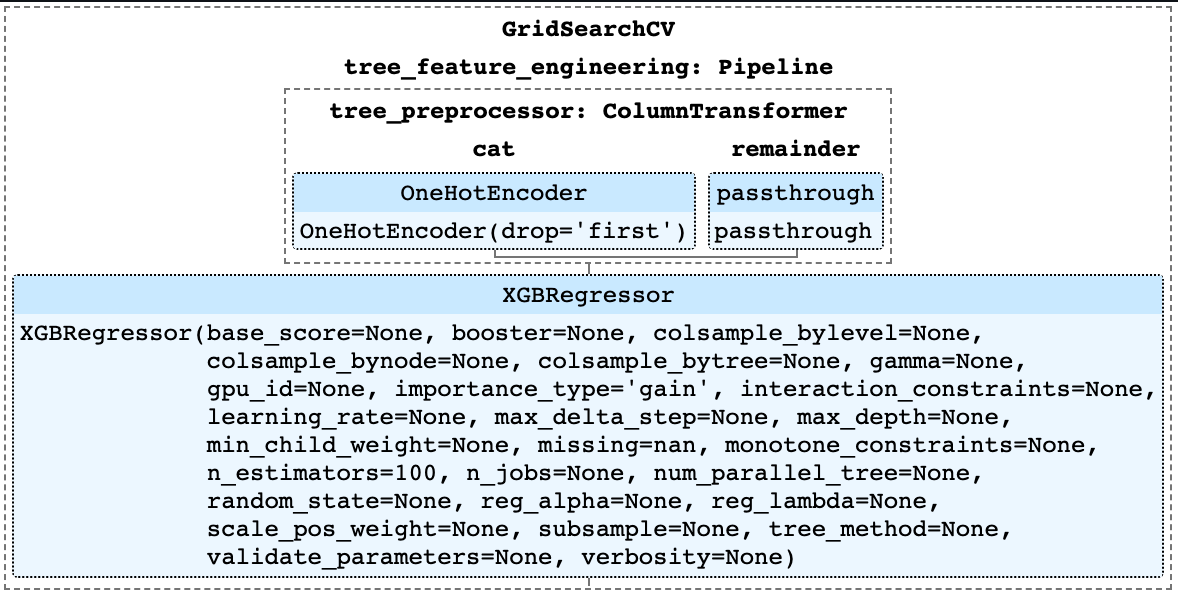 GridSearchCV
tree_feature_engineering: Pipeline
tree_preprocessor: ColumnTransformer
cat
remainder
OneHotEncoder
passthrough
OneHotEncoder(drop='first')
passthrough
XGBRegressor
XGBRegressor(base_score=None, booster=None, colsample_bylevel=None,
colsample_bynode=None, colsample_bytree=None, gamma=None,
gpu_id=None, importance_type='gain', interaction_constraints=None,
learning_rate=None, max_delta_step=None, max_depth=None,
min_child_weight=None, missing=nan, monotone_constraints=None,
n_estimators=100, n_jobs=None, num_parallel_tree=None,
random_state=None, reg_alpha=None, reg_lambda=None,
scale_pos_weight=None, subsample=None, tree_method=None,
validate_parameters=None, verbosity=None)